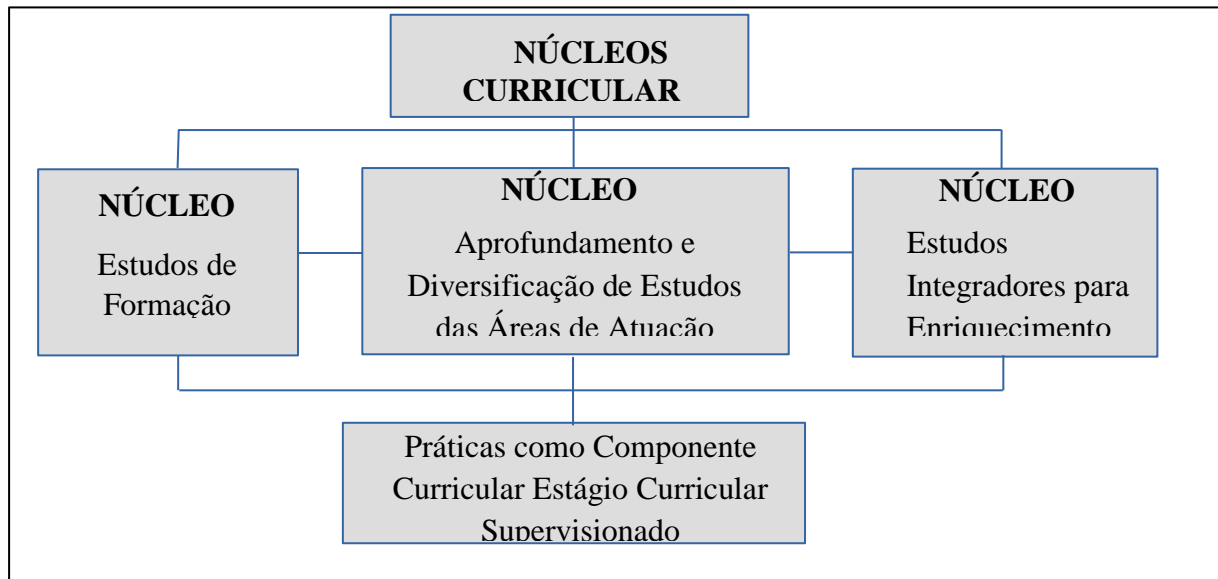 NÚCLEOS
CURRICULAR
NÚCLEO
Estudos de
Formação
NÚCLEO
Aprofundamento e
Diversificação de Estudos
das Áreas de Atuação
NÚCLEO
Estudos
Integradores para
Enriquecimento
Práticas como Componente
Curricular Estágio Curricular
Supervisionado